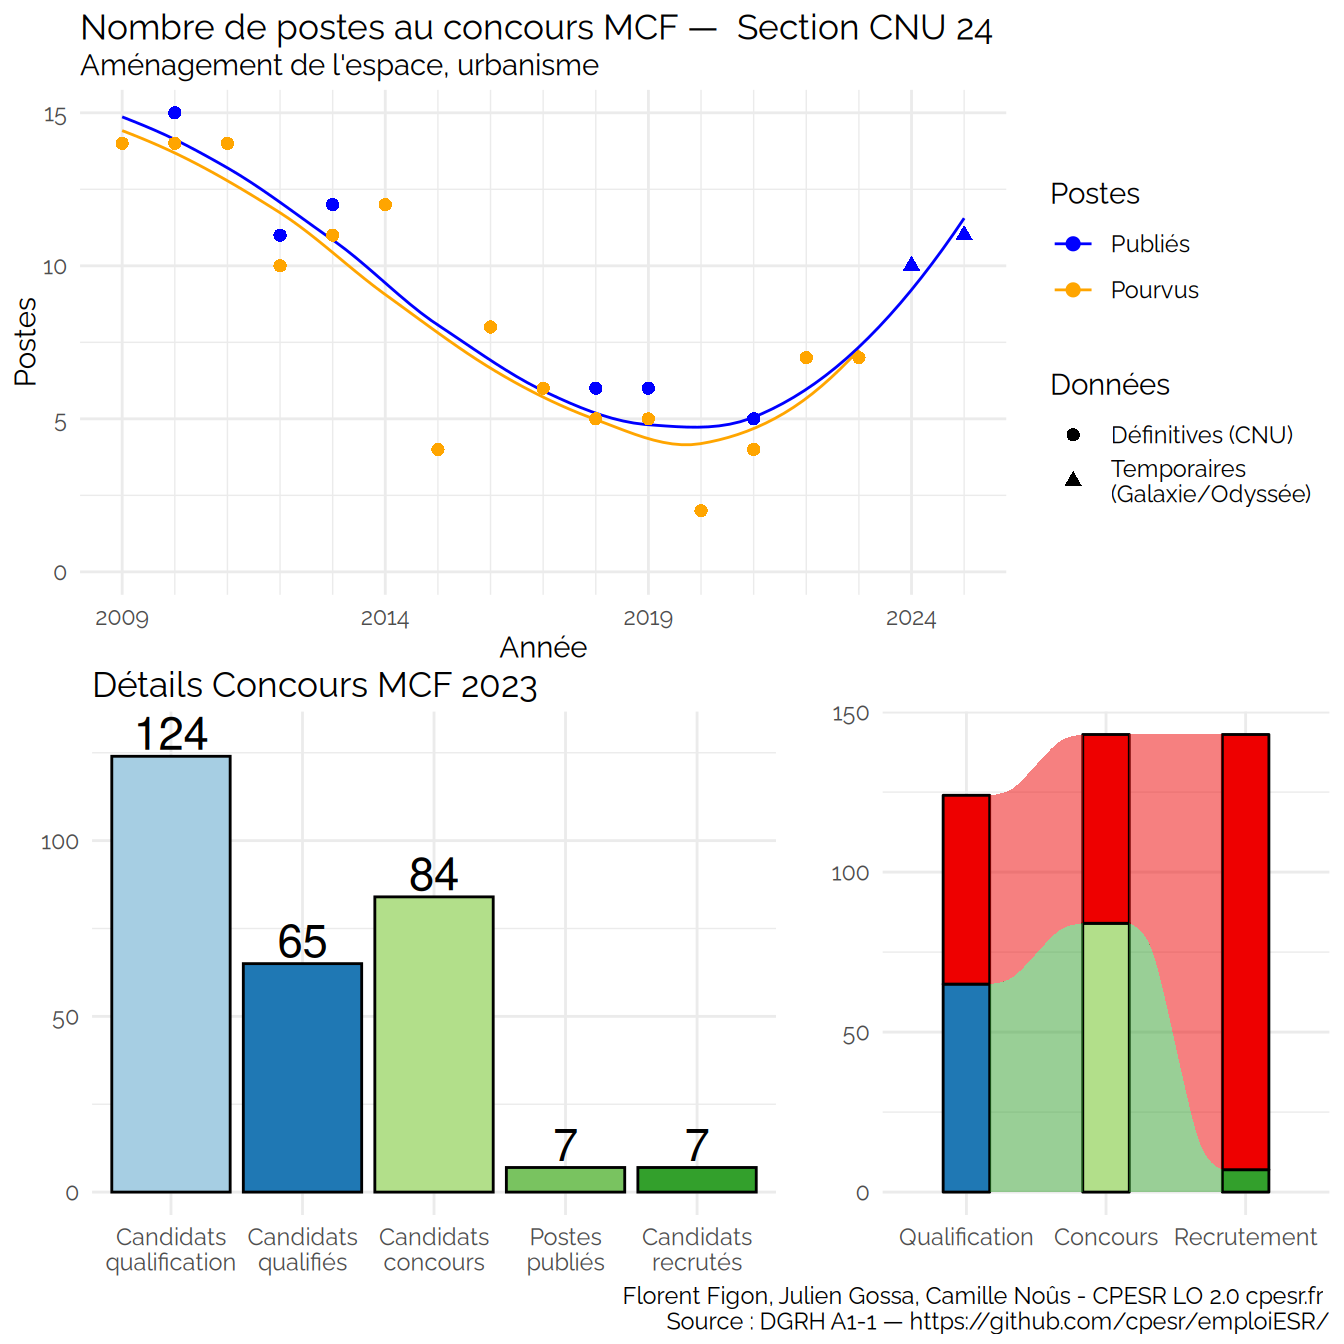 Nombre de postes au concours MCF — Section CNU 24
Aménagement de l'espace, urbanisme
15
10
5
0
Postes
2009
2014
2019
2024
Année
Postes
Publiés
Pourvus
Données
Définitives (CNU)
Temporaires
(Galaxie/Odyssée)
Détails Concours MCF 2023
100
50
0
124
65
84
7
7
Candidats
qualification
Candidats
qualifiés
Candidats
concours
Postes
publiés
Candidats
recrutés
150
100
50
0
Qualification
Concours
Recrutement
Florent Figon, Julien Gossa, Camille Noûs - CPESR LO 2.0 cpesr.fr
Source : DGRH A1-1 — https://github.com/cpesr/emploiESR/